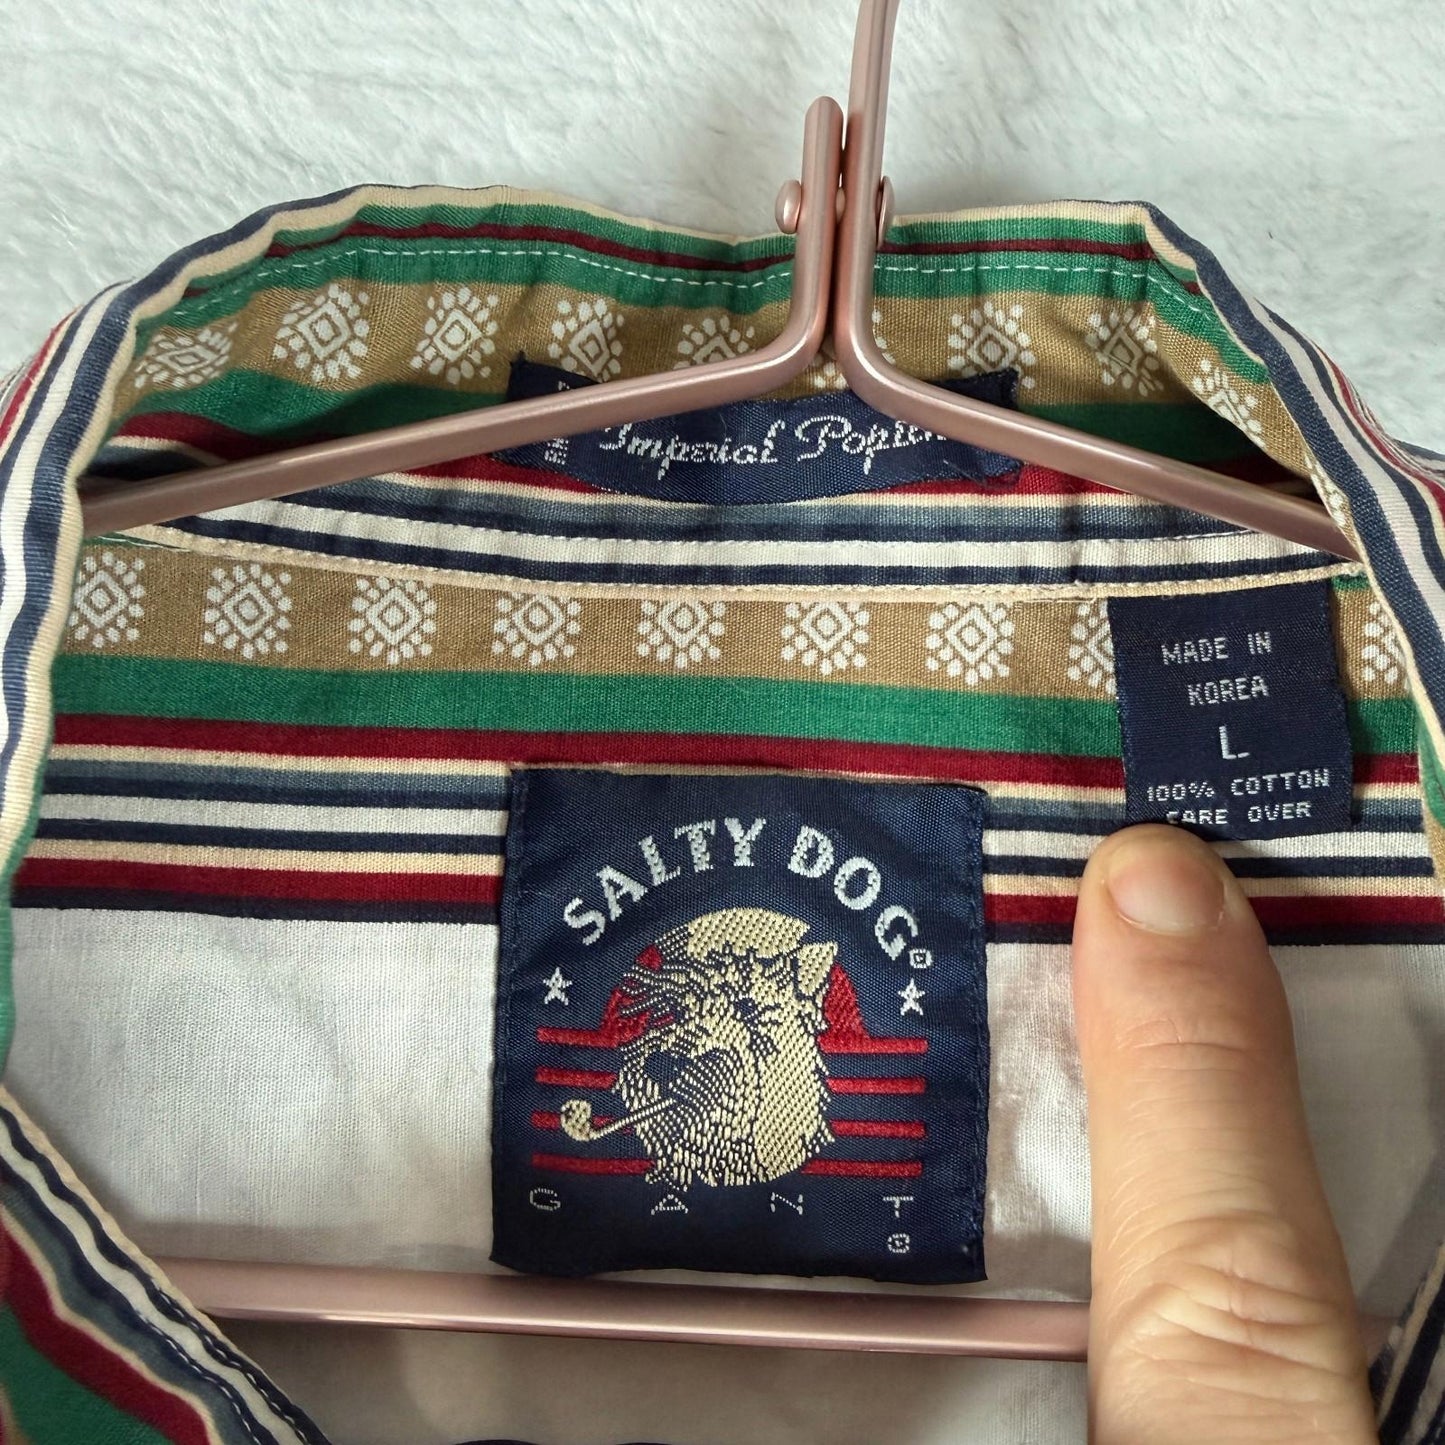 Imperial Poplin
MADE IN
KOREA
L
100% COTTON
CARE OVER
SALTY DOG©
GANT®